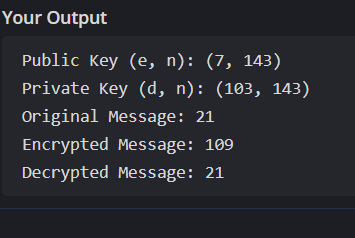 Your Output
Public Key (e, n): (7, 143)
Private Key (d, n): (103, 143)
Original Message: 21
Encrypted Message: 109
Decrypted Message: 21